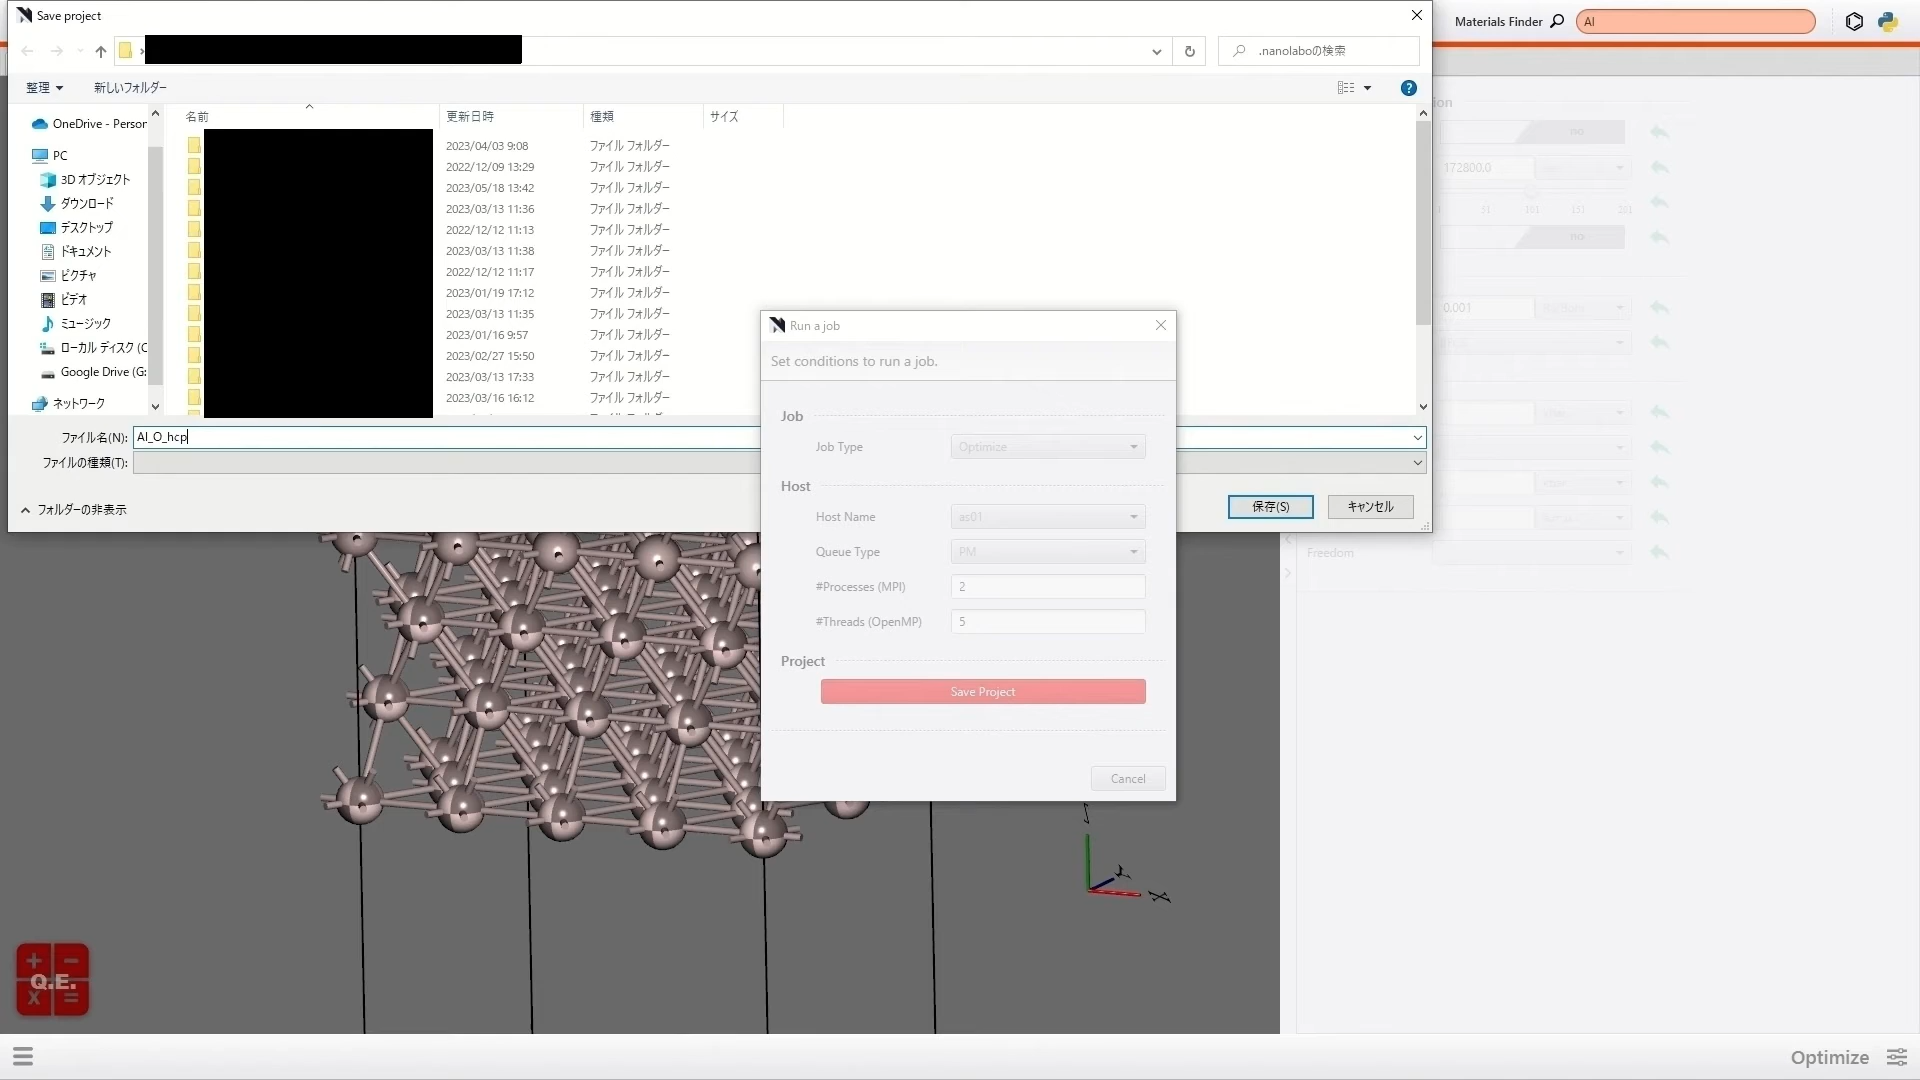 Save project
Materials Finder
Al
.nanolaboの検索
整理
新しいフォルダー
名前
更新日時
種類
サイズ
OneDrive - Person
PC
3D オブジェクト
ダウンロード
デスクトップ
ドキュメント
ピクチャ
ビデオ
ミュージック
ローカル ディスク (C
Google Drive (G:
ネットワーク
2023/04/03 9:08 ファイル フォルダー
2022/12/09 13:29 ファイル フォルダー
2023/05/18 13:42 ファイル フォルダー
2023/03/13 11:36 ファイル フォルダー
2022/12/12 11:13 ファイル フォルダー
2023/03/13 11:38 ファイル フォルダー
2022/12/12 11:17 ファイル フォルダー
2023/01/19 17:12 ファイル フォルダー
2023/03/13 11:35 ファイル フォルダー
2023/01/16 9:57 ファイル フォルダー
2023/02/27 15:50 ファイル フォルダー
2023/03/13 17:33 ファイル フォルダー
2023/03/16 16:12 ファイル フォルダー
ファイル名(N): Al_O_hcp
ファイルの種類(T):
フォルダーの非表示
保存(S)
キャンセル
Run a job
Set conditions to run a job.
Job
Job Type Optimize
Host
Host Name as01
Queue Type PM
#Processes (MPI) 2
#Threads (OpenMP) 5
Project
Save Project
Cancel
ion
no
172800.0
1 51 101 151 201
no
0.001
Freedom
X
Y
Z
Q.E.
Optimize